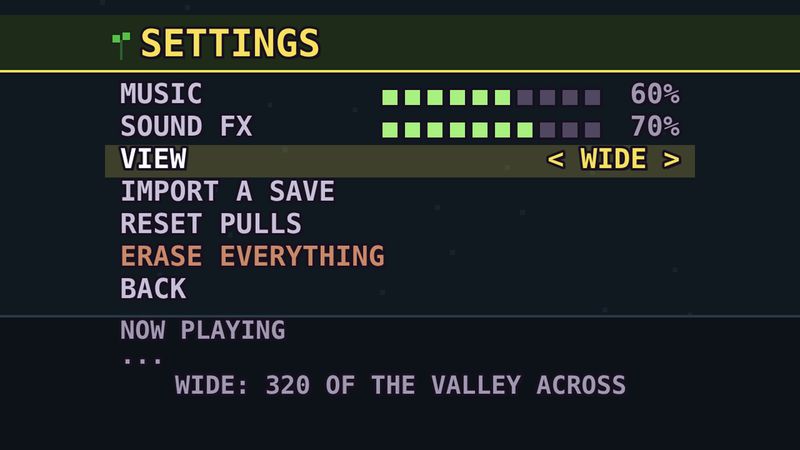 SETTINGS
MUSIC 60%
SOUND FX 70%
VIEW < WIDE >
IMPORT A SAVE
RESET PULLS
ERASE EVERYTHING
BACK
NOW PLAYING
...
WIDE: 320 OF THE VALLEY ACROSS